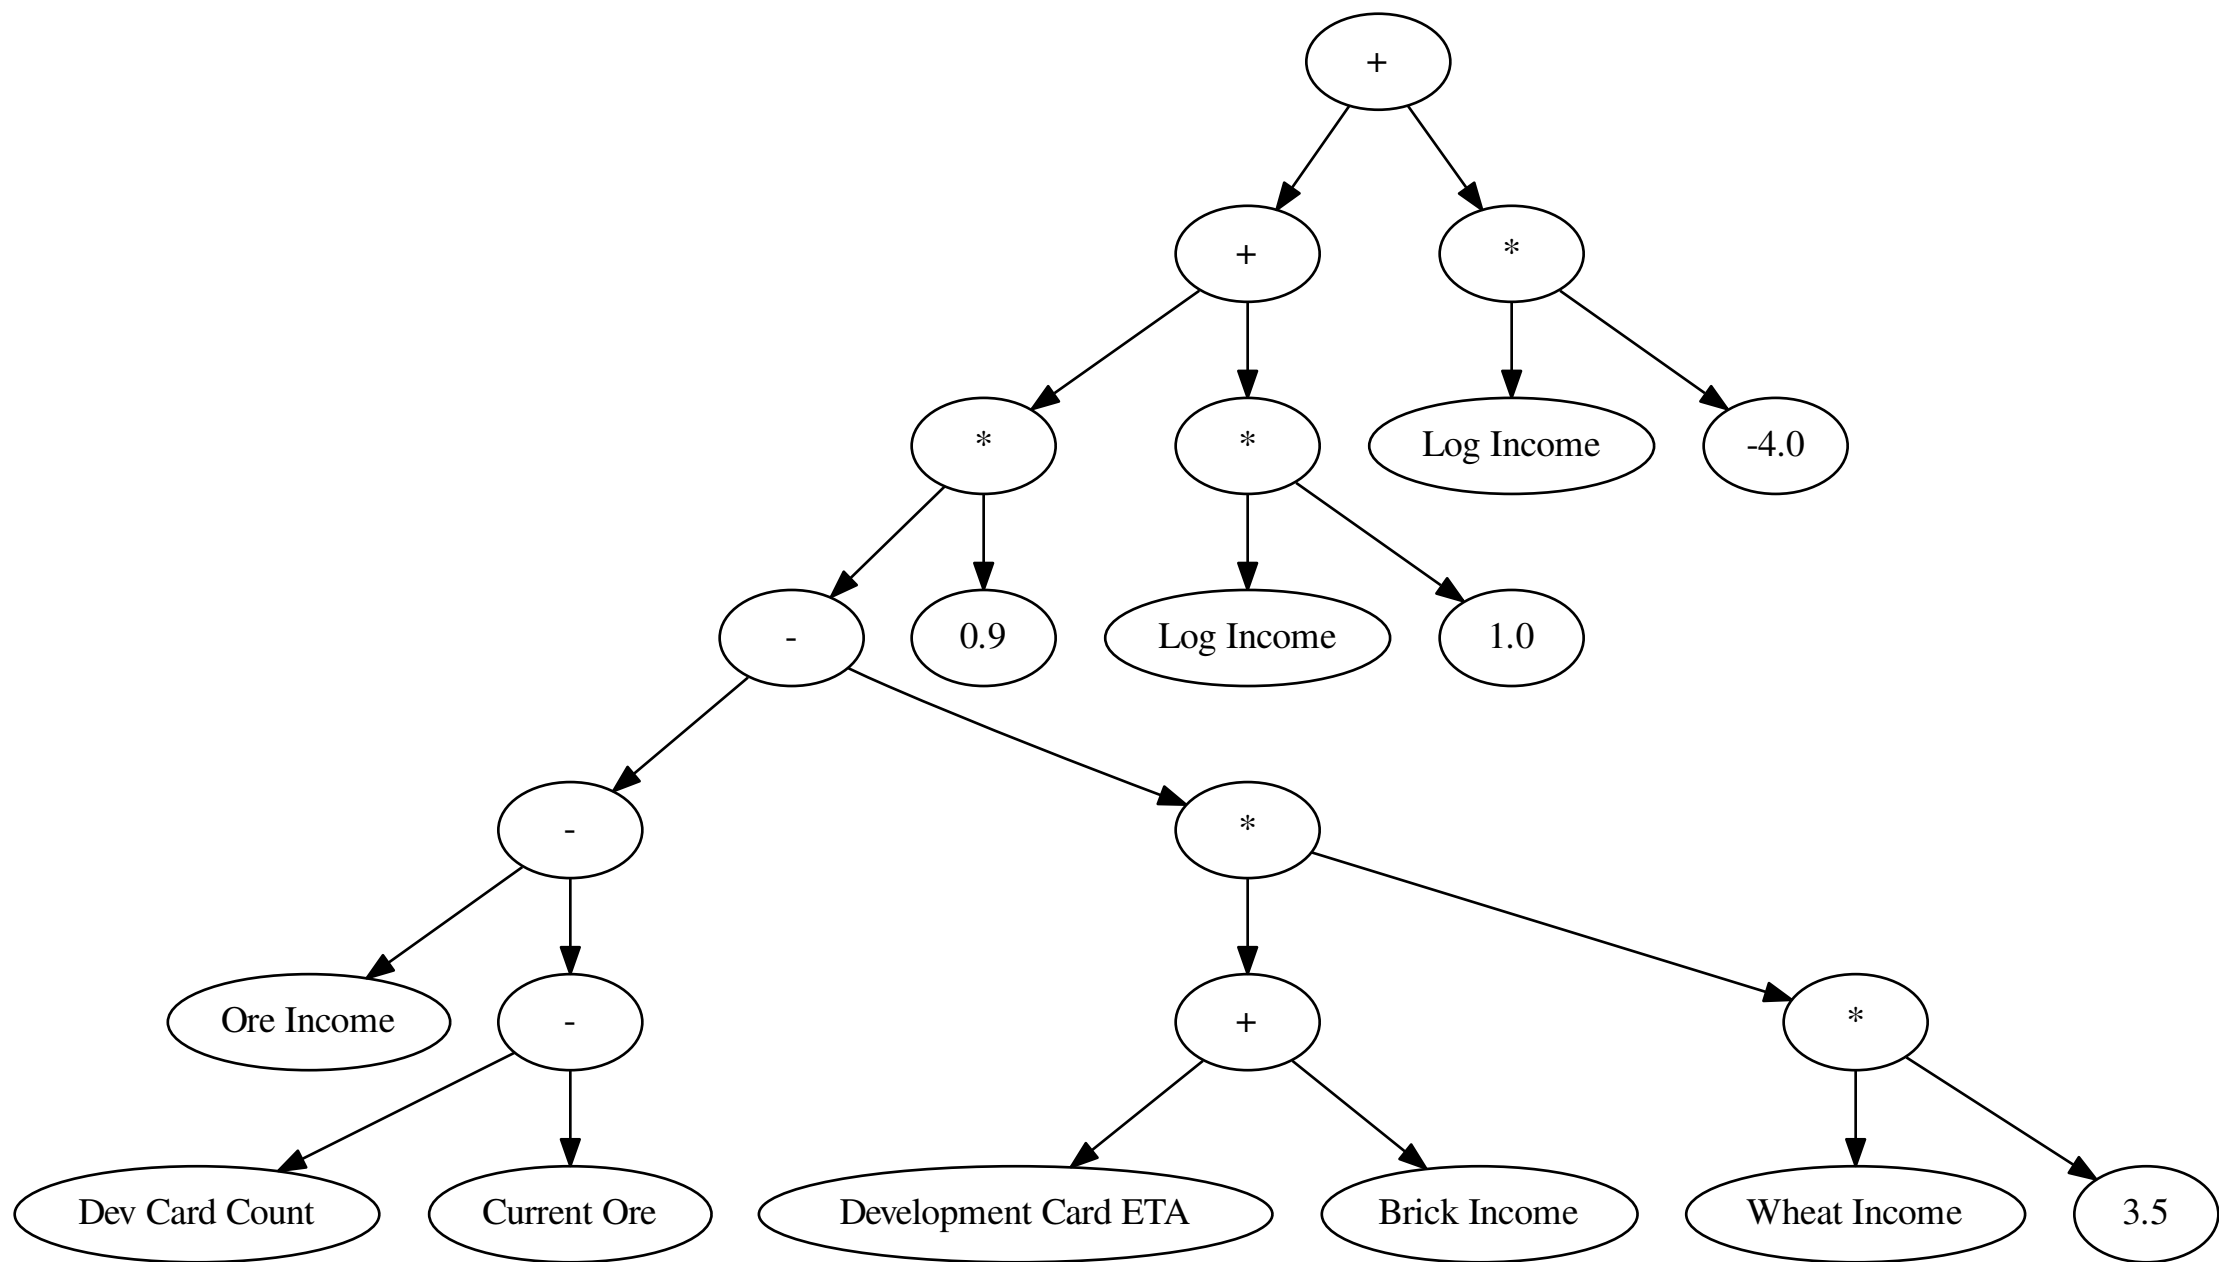 +
+
*
*
*
Log Income
-4.0
-
0.9
Log Income
1.0
-
*
Ore Income
-
+
*
Dev Card Count
Current Ore
Development Card ETA
Brick Income
Wheat Income
3.5